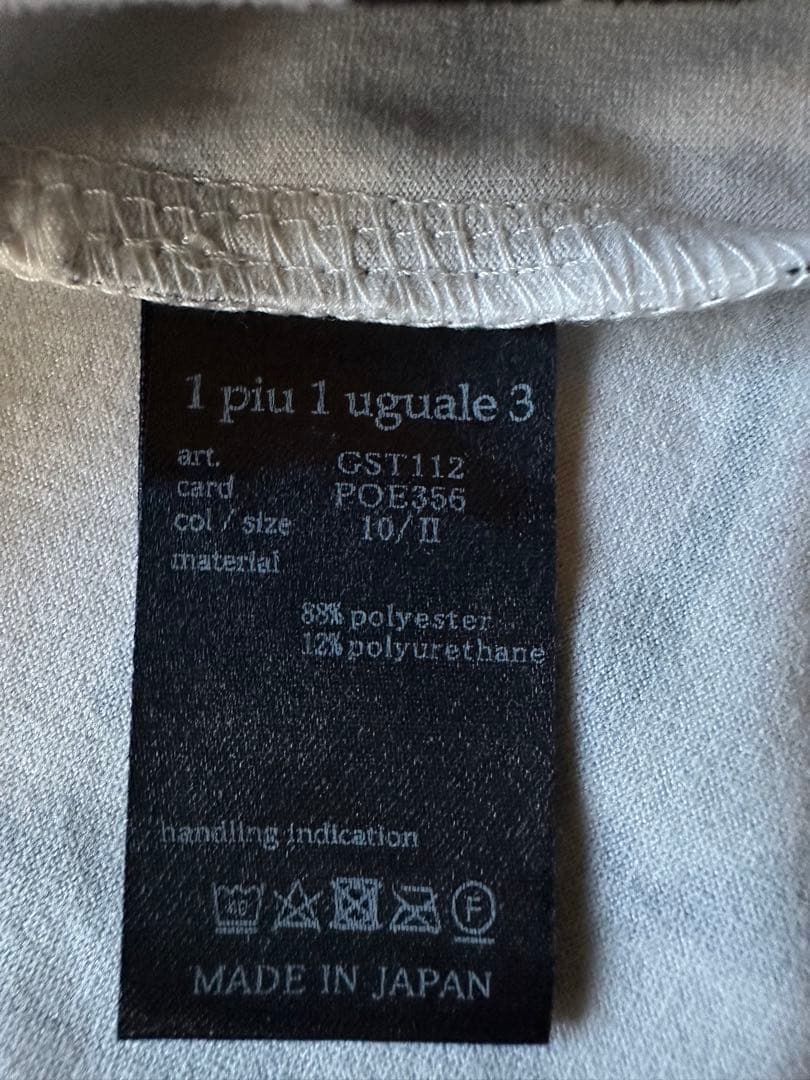 1 piu 1 uguale 3
art. GST112
card POE356
col / size 10/II
material
88% polyester
12% polyurethane
handling indication
40 F
MADE IN JAPAN